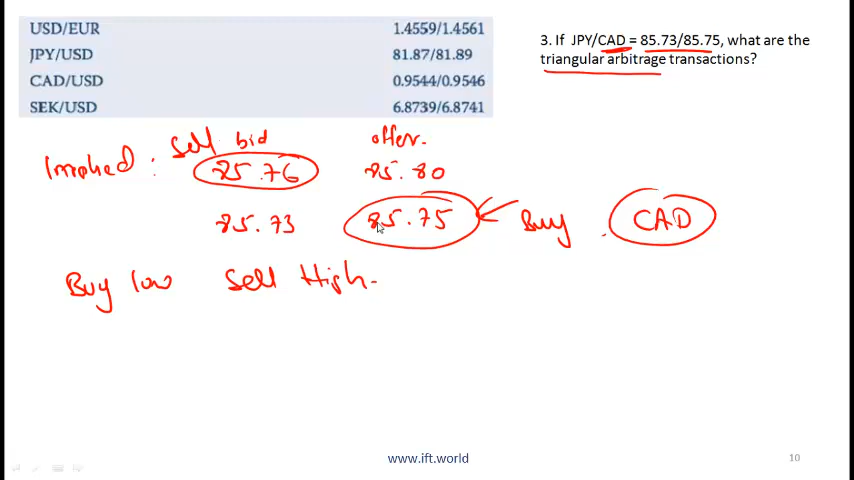 USD/EUR 1.4559/1.4561
JPY/USD 81.87/81.89
CAD/USD 0.9544/0.9546
SEK/USD 6.8739/6.8741
3. If JPY/CAD = 85.73/85.75, what are the
triangular arbitrage transactions?
Sell bid offer.
Implied : 85.76 85.80
85.73 85.75 Buy CAD
Buy low Sell High.
www.ift.world
10